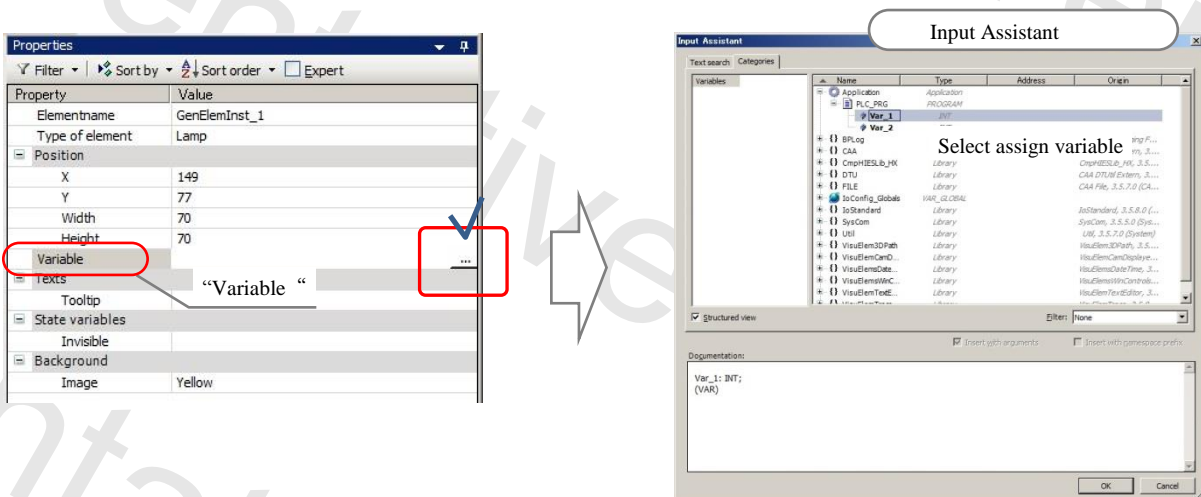 Properties
Filter Sort by Sort order Expert
Property Value
Elementname GenElemInst_1
Type of element Lamp
Position
X 149
Y 77
Width 70
Height 70
Variable ...
Texts
Tooltip
State variables
Invisible
Background
Image Yellow
“Variable “
Input Assistant
Input Assistant
Text search Categories
Variables
Name Type Address Origin
Application Application
PLC_PRG PROGRAM
Var_1 INT
Var_2
Select assign variable
BPLog
CAA
CmpHIESLib_HX Library CmpHIESLib_HX, 3.5....
DTU Library CAA DTUtil Extern, 3....
FILE Library CAA File, 3.5.7.0 (CA...
IoConfig_Globals VAR_GLOBAL
IoStandard Library IoStandard, 3.5.8.0 (...
SysCom Library SysCom, 3.5.5.0 (Sys...
Util Library Util, 3.5.7.0 (System)
VisuElem3DPath Library VisuElem3DPath, 3.5....
VisuElemCamD... Library VisuElemCamDisplaye...
VisuElemsDate... Library VisuElemsDateTime, 3...
VisuElemsWinC... Library VisuElemsWinControls...
VisuElemTextE... Library VisuElemTextEditor, 3...
Structured view Filter: None
Insert with arguments Insert with namespace prefix
Documentation:
Var_1: INT;
(VAR)
OK Cancel